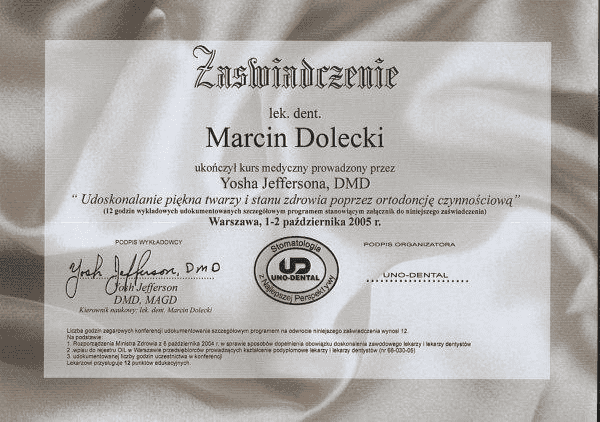 Zaświadczenie
lek. dent.
Marcin Dolecki
ukończył kurs medyczny prowadzony przez
Yosha Jeffersona, DMD
“ Udoskonalanie piękna twarzy i stanu zdrowia poprzez ortodoncję czynnościową”
(12 godzin wykładowych udokumentowanych szczegółowym programem stanowiącym załącznik do niniejszego zaświadczenia)
Warszawa, 1-2 października 2005 r.
PODPIS WYKŁADOWCY
Yosh Jefferson, DMD
Yosh Jefferson
DMD, MAGD
Kierownik naukowy: lek. dent. Marcin Dolecki
Stomatologia
UD
UNO-DENTAL
z Najlepszej Perspektywy
PODPIS ORGANIZATORA
UNO-DENTAL
Liczba godzin zegarowych konferencji udokumentowanie szczegółowym programem na odwrocie niniejszego zaświadczenia wynosi 12.
Na podstawie:
1. Rozporządzenia Ministra Zdrowia z 6 października 2004 r. w sprawie sposobów dopełnienia obowiązku doskonalenia zawodowego lekarzy i lekarzy dentystów
2. wpisu do rejestru OIL w Warszawie przedsiębiorców prowadzących kształcenie podyplomowe lekarzy i lekarzy dentystów (nr 68-030-06)
3. udokumentowanej liczby godzin uczestnictwa w konferencji
Lekarzowi przysługuje 12 punktów edukacyjnych.